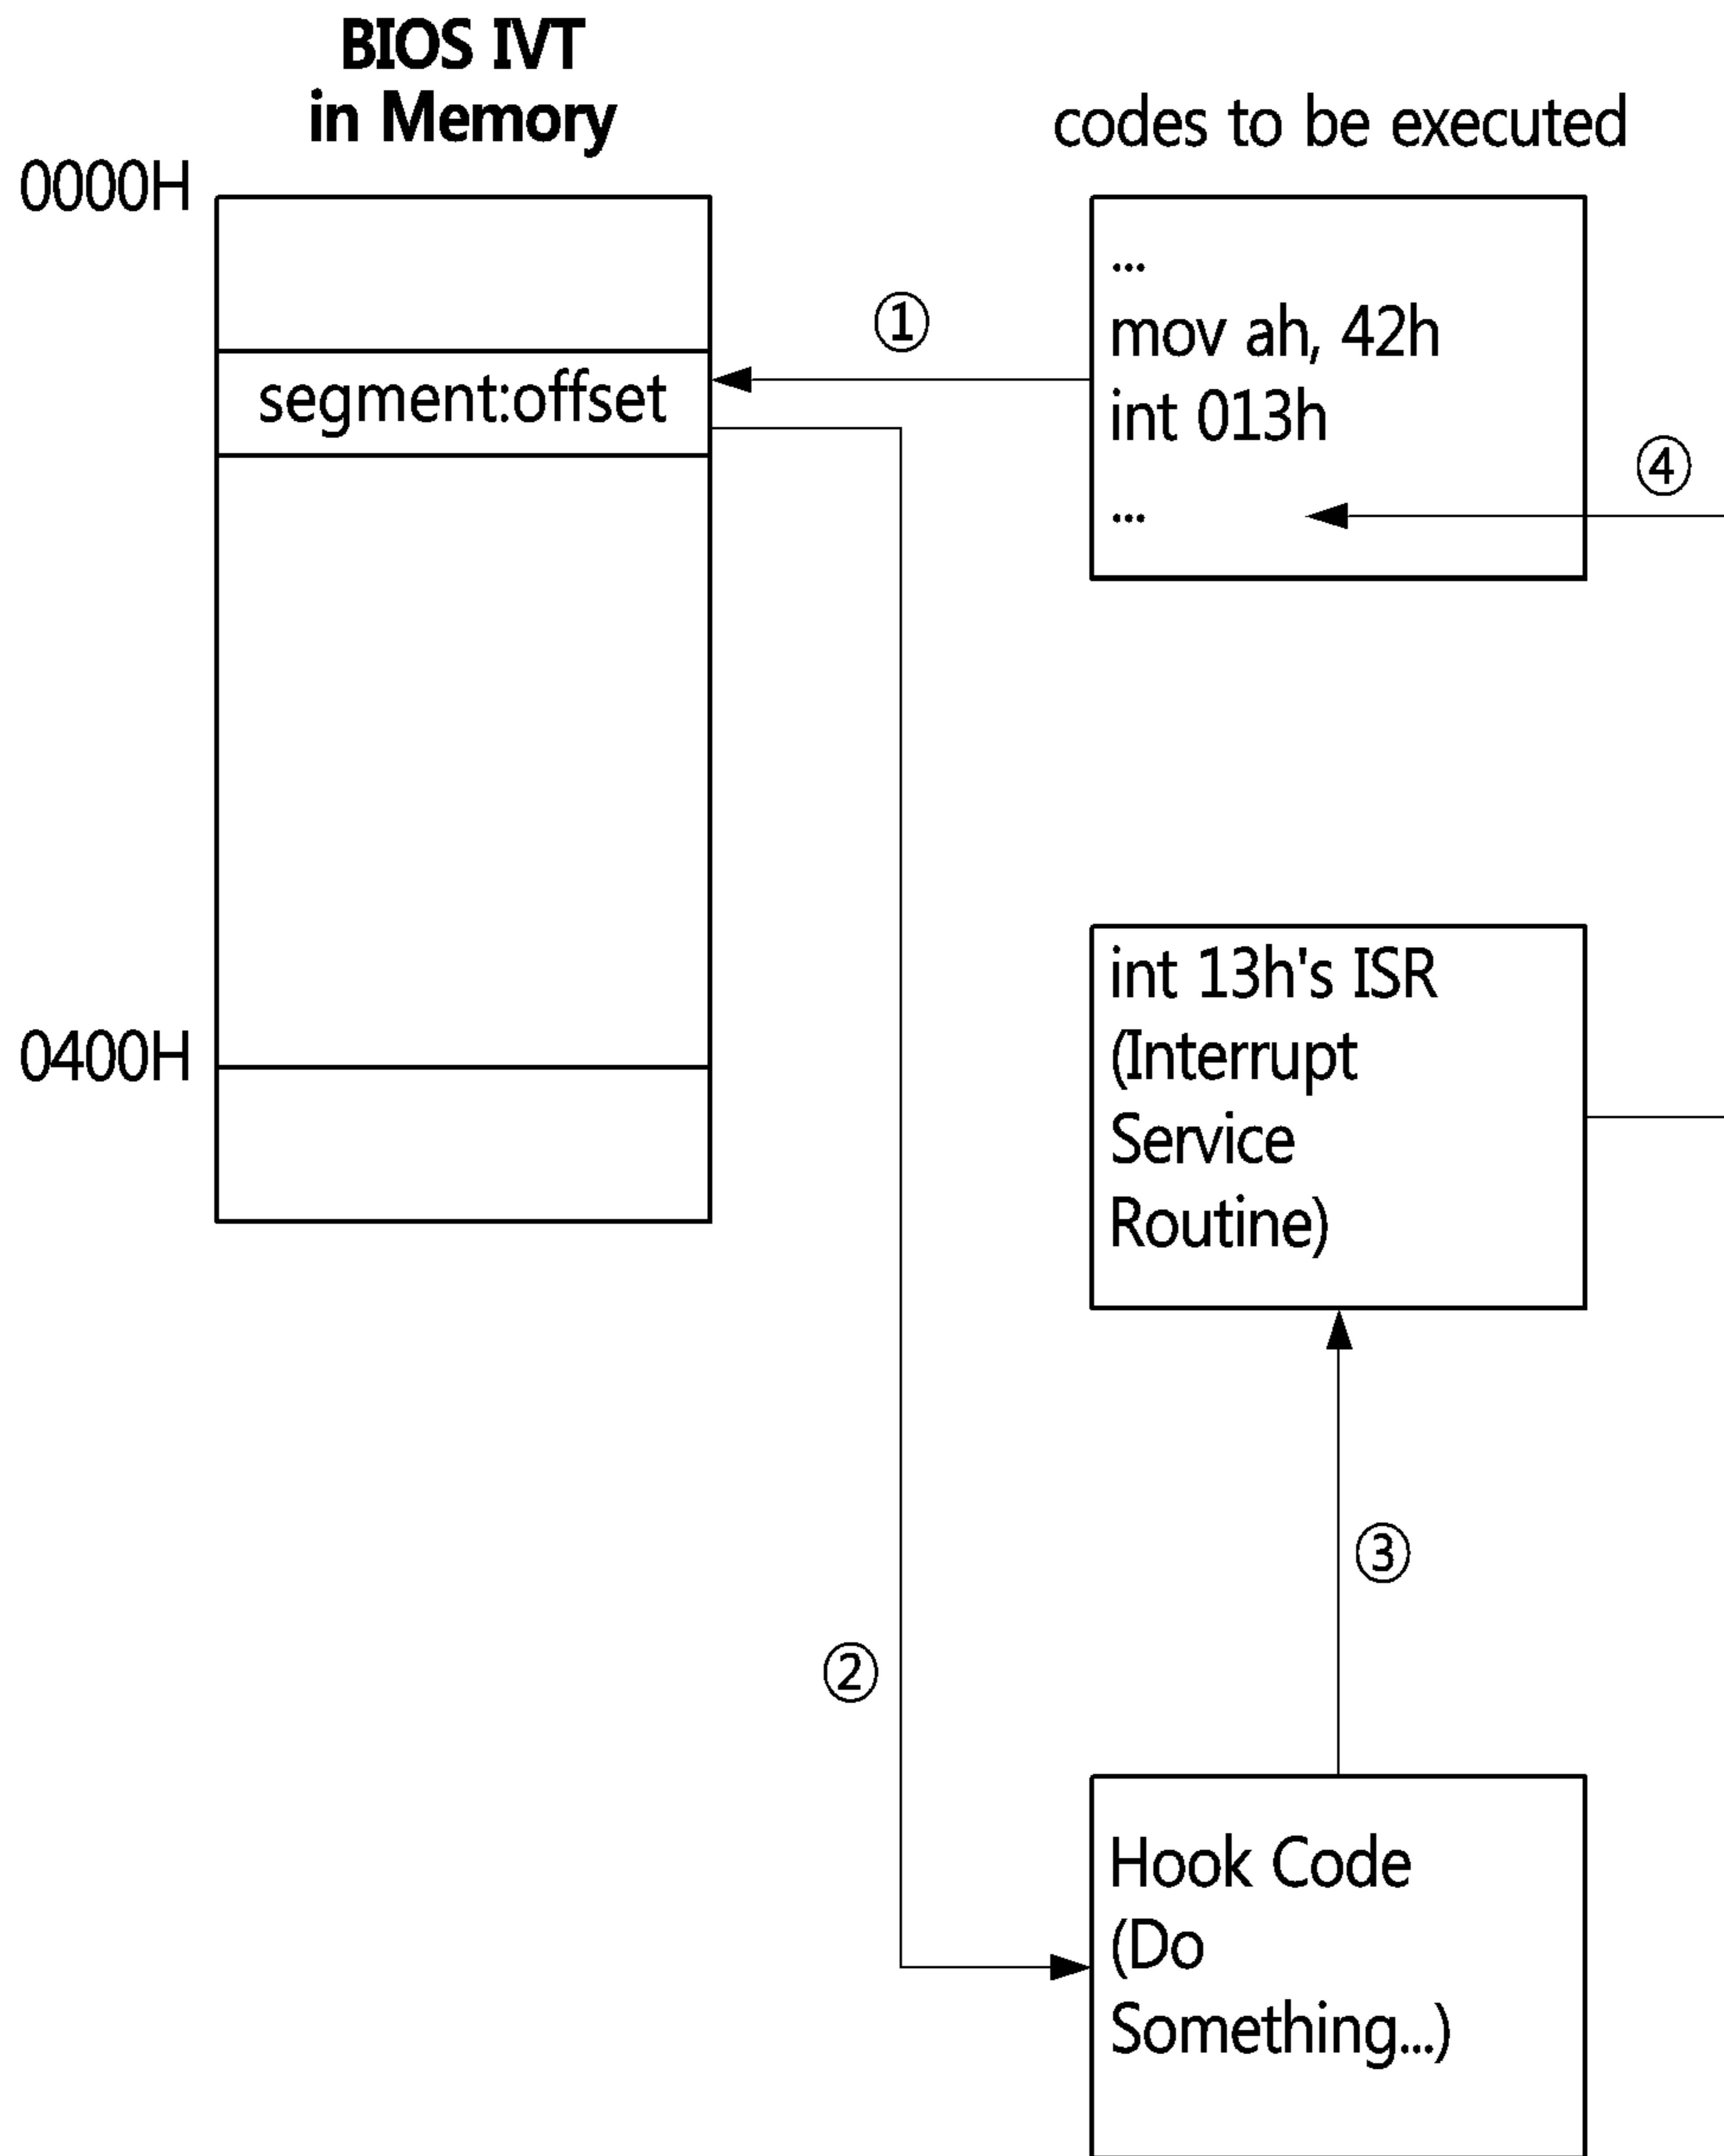 BIOS IVT
in Memory
codes to be executed
0000H
...
①
mov ah, 42h
segment:offset
int 013h
④
...
int 13h's ISR
(Interrupt
0400H
Service
Routine)
③
②
Hook Code
(Do
Something...)